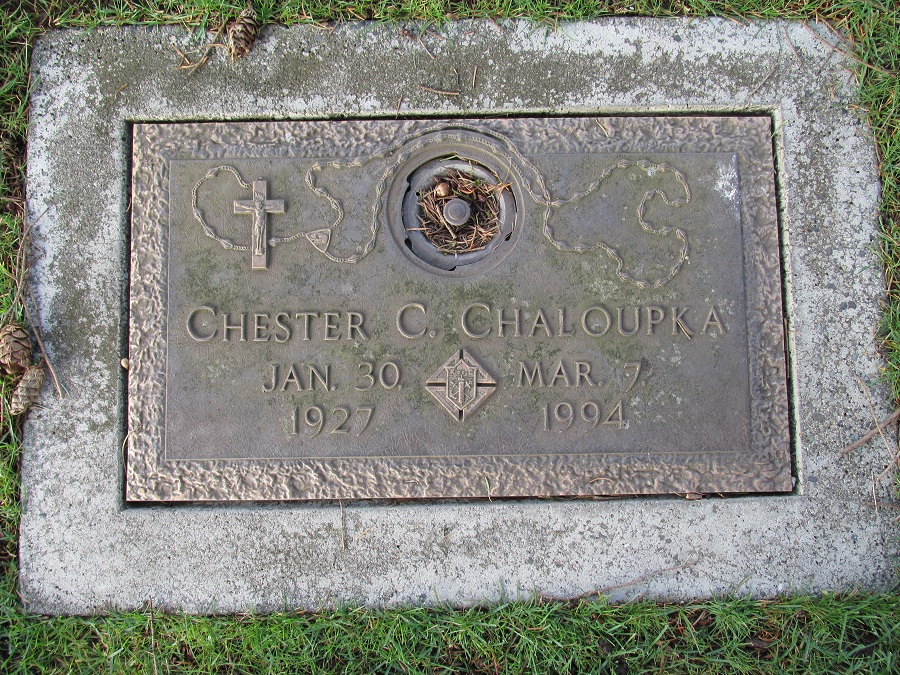 CHESTER C. CHALOUPKA
JAN. 30, MAR. 7,
1927 1994